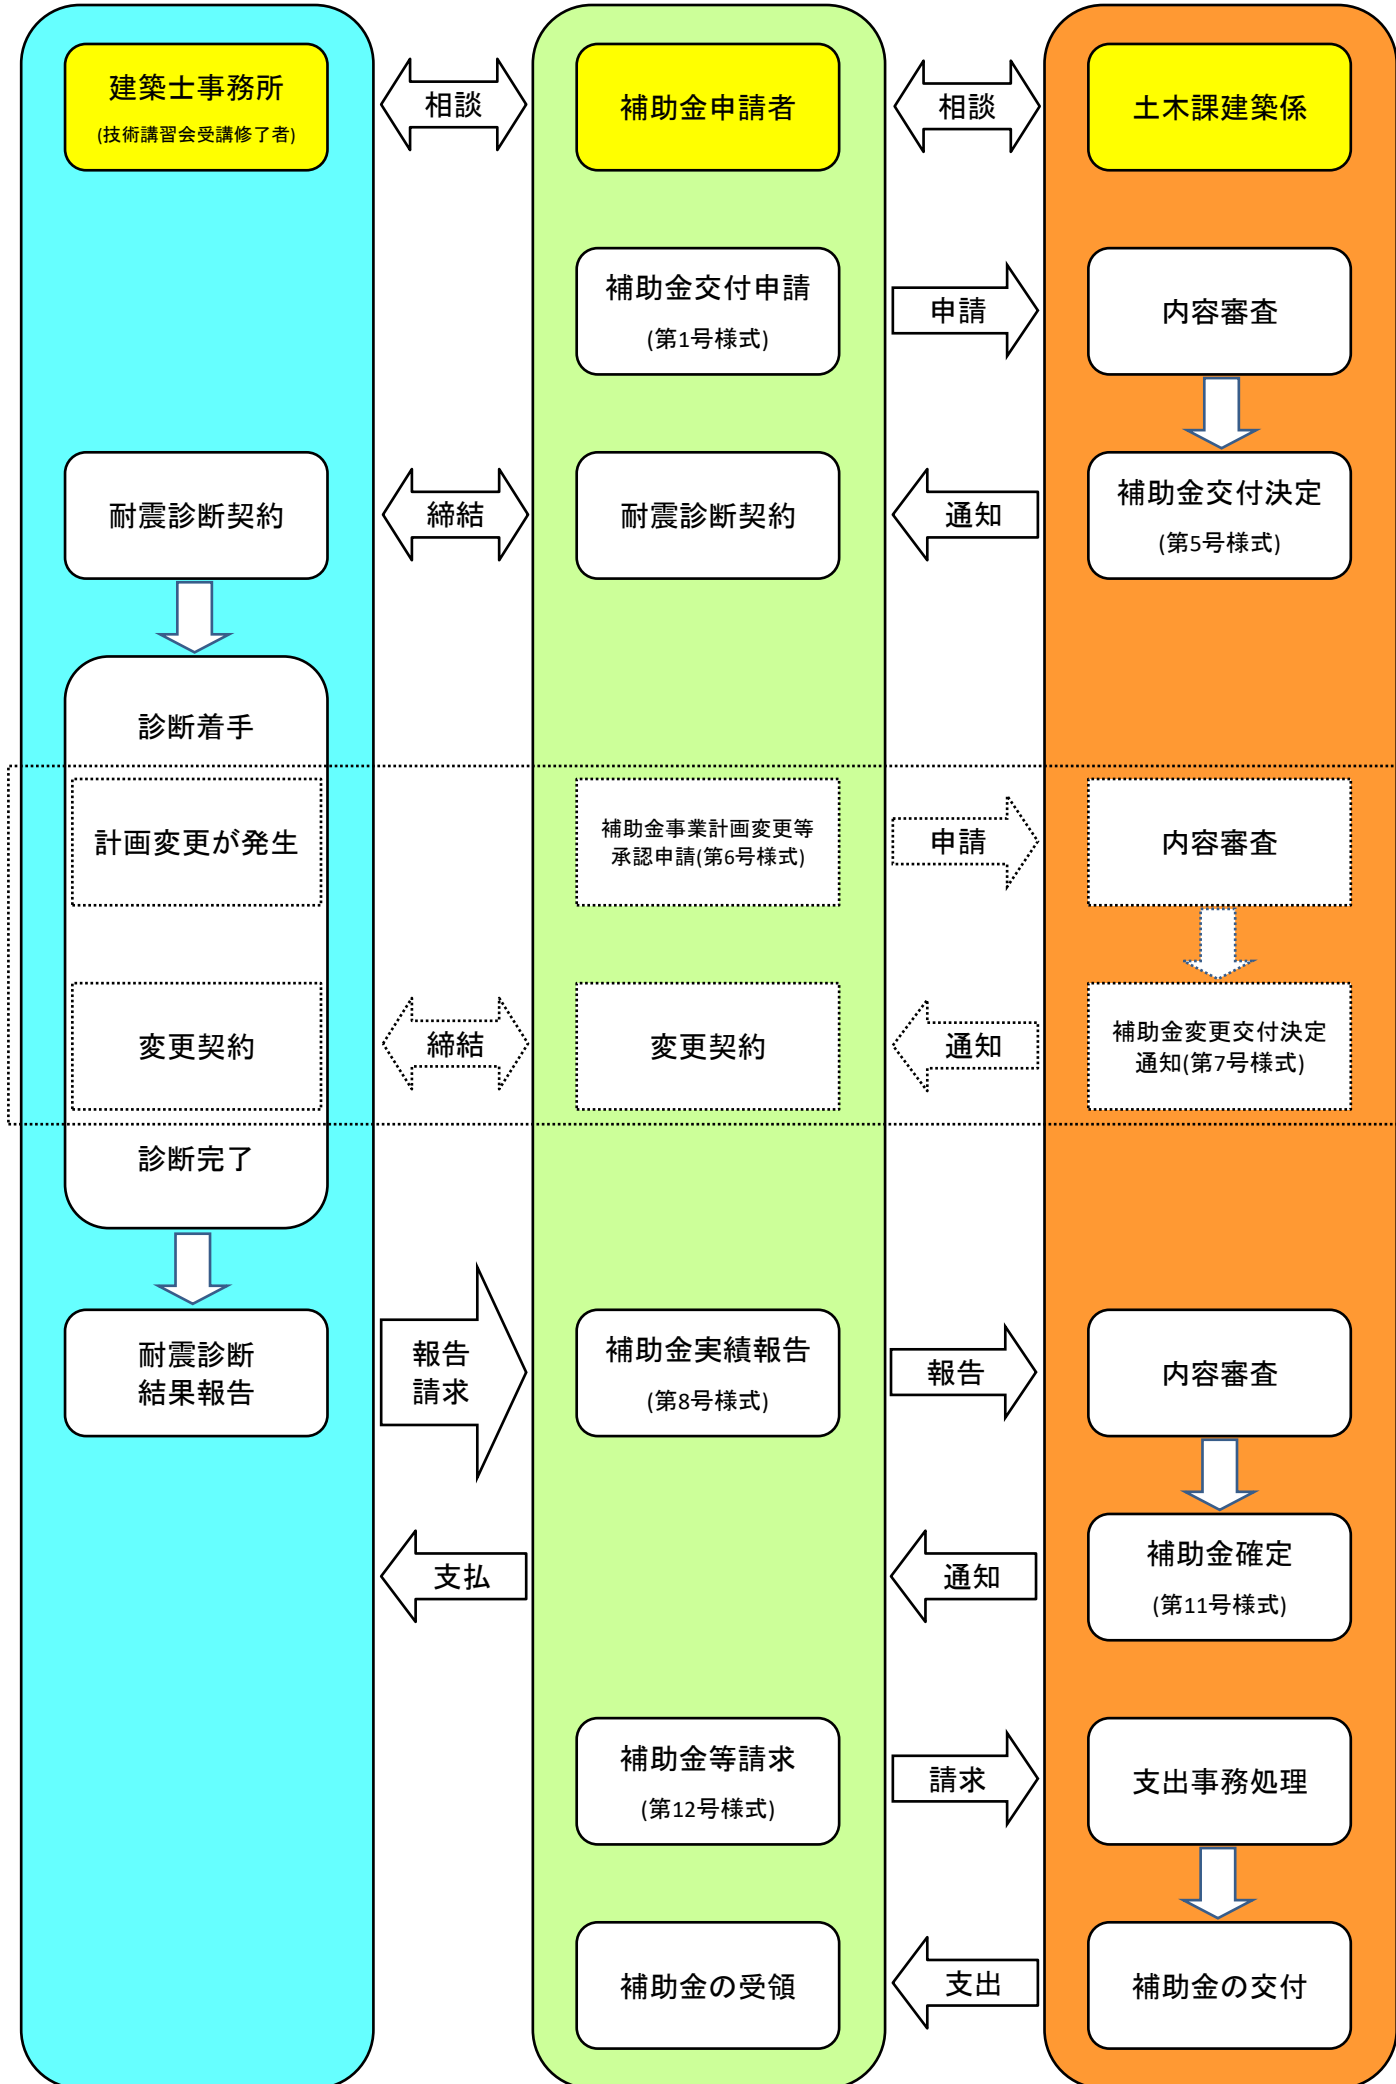 建築士事務所
(技術講習会受講修了者)
相談
補助金申請者
相談
土木課建築係
補助金交付申請
(第1号様式)
申請
内容審査
耐震診断契約
締結
耐震診断契約
通知
補助金交付決定
(第5号様式)
診断着手
計画変更が発生
補助金事業計画変更等
承認申請(第6号様式)
申請
内容審査
変更契約
締結
変更契約
通知
補助金変更交付決定
通知(第7号様式)
診断完了
耐震診断
結果報告
報告
請求
補助金実績報告
(第8号様式)
報告
内容審査
支払
通知
補助金確定
(第11号様式)
補助金等請求
(第12号様式)
請求
支出事務処理
補助金の受領
支出
補助金の交付